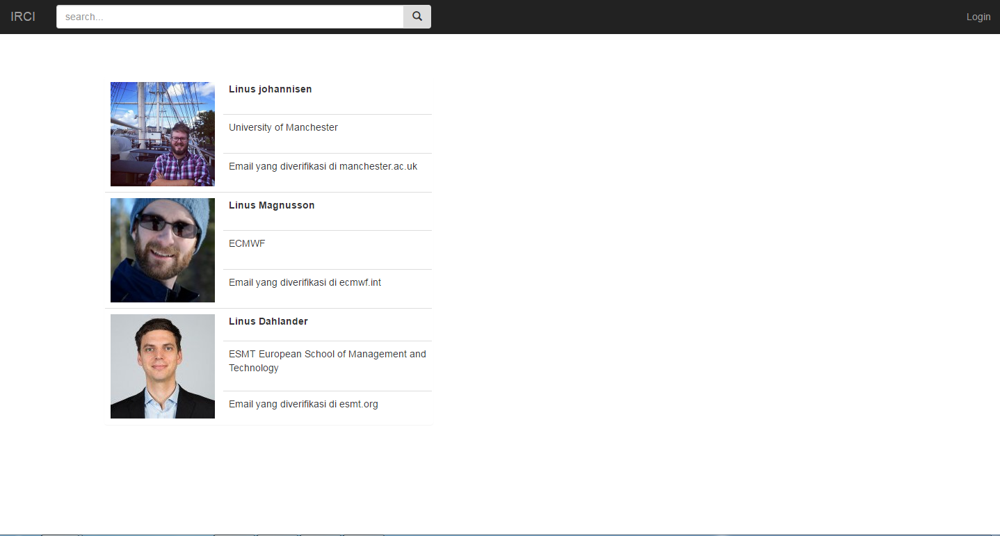 IRCI
search...
Login
Linus johannisen
University of Manchester
Email yang diverifikasi di manchester.ac.uk
Linus Magnusson
ECMWF
Email yang diverifikasi di ecmwf.int
Linus Dahlander
ESMT European School of Management and
Technology
Email yang diverifikasi di esmt.org